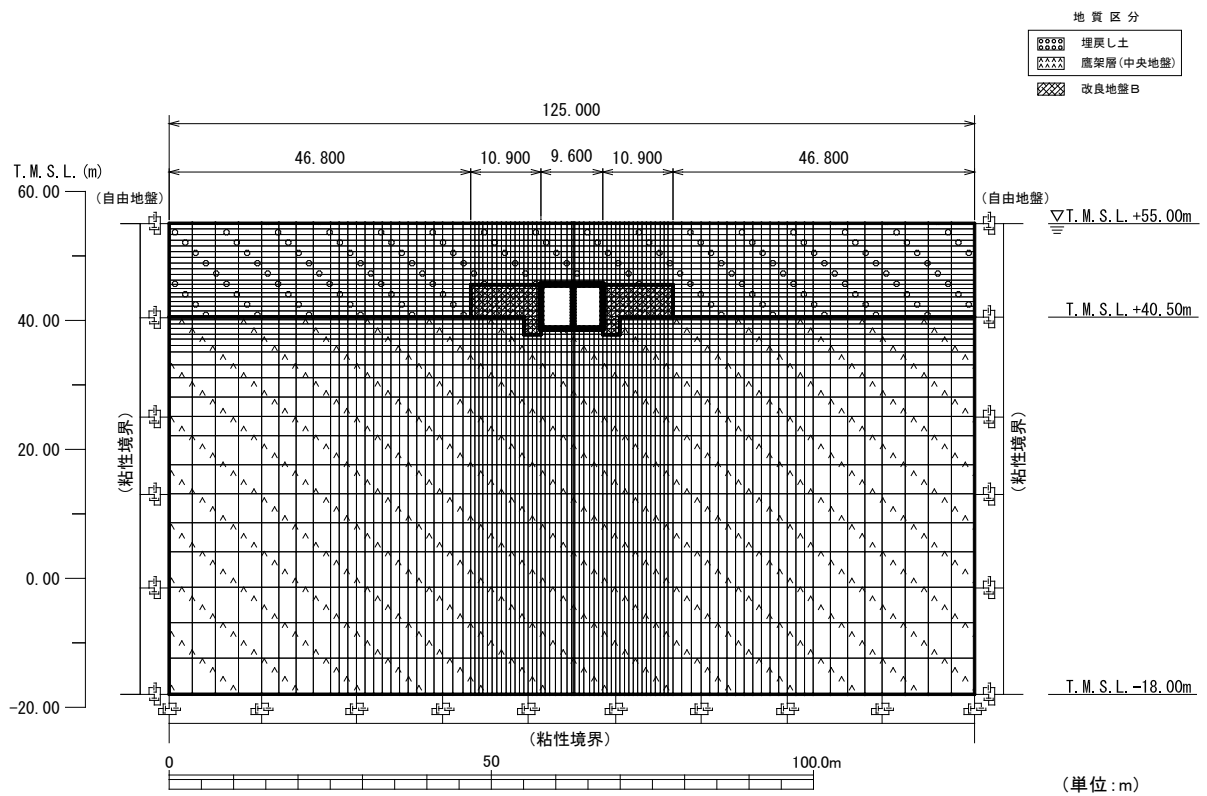 地質区分
埋戻し土
鷹架層(中央地盤)
改良地盤B
125.000
46.800 10.900 9.600 10.900 46.800
T.M.S.L.(m)
60.00
(自由地盤) (自由地盤)
▽T.M.S.L.+55.00m
40.00
T.M.S.L.+40.50m
20.00
(粘性境界) (粘性境界)
0.00
T.M.S.L.-18.00m
-20.00
(粘性境界)
0 50 100.0m
(単位:m)